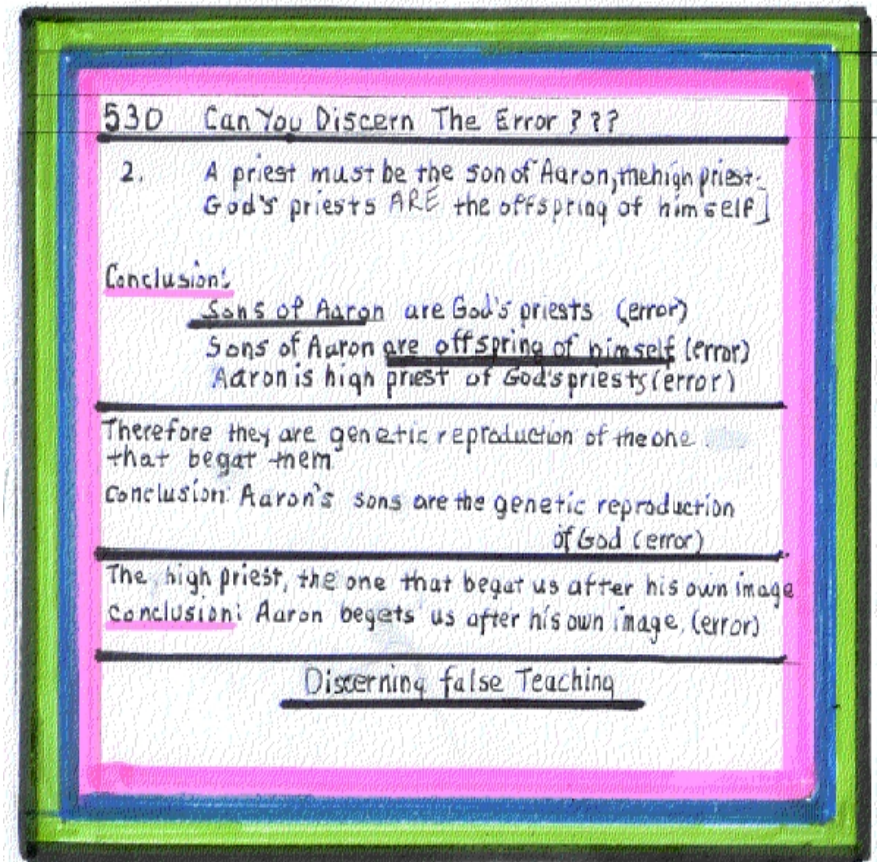 530 Can You Discern The Error ???
2. A priest must be the son of Aaron, the high priest.
God's priests ARE the offspring of himself]
Conclusion:
Sons of Aaron are God's priests (error)
Sons of Aaron are offspring of himself (error)
Aaron is high priest of God's priests (error)
Therefore they are genetic reproduction of the one
that begat them
Conclusion: Aaron's sons are the genetic reproduction
of God (error)
The high priest, the one that begat us after his own image
Conclusion: Aaron begets us after his own image. (error)
Discerning false Teaching